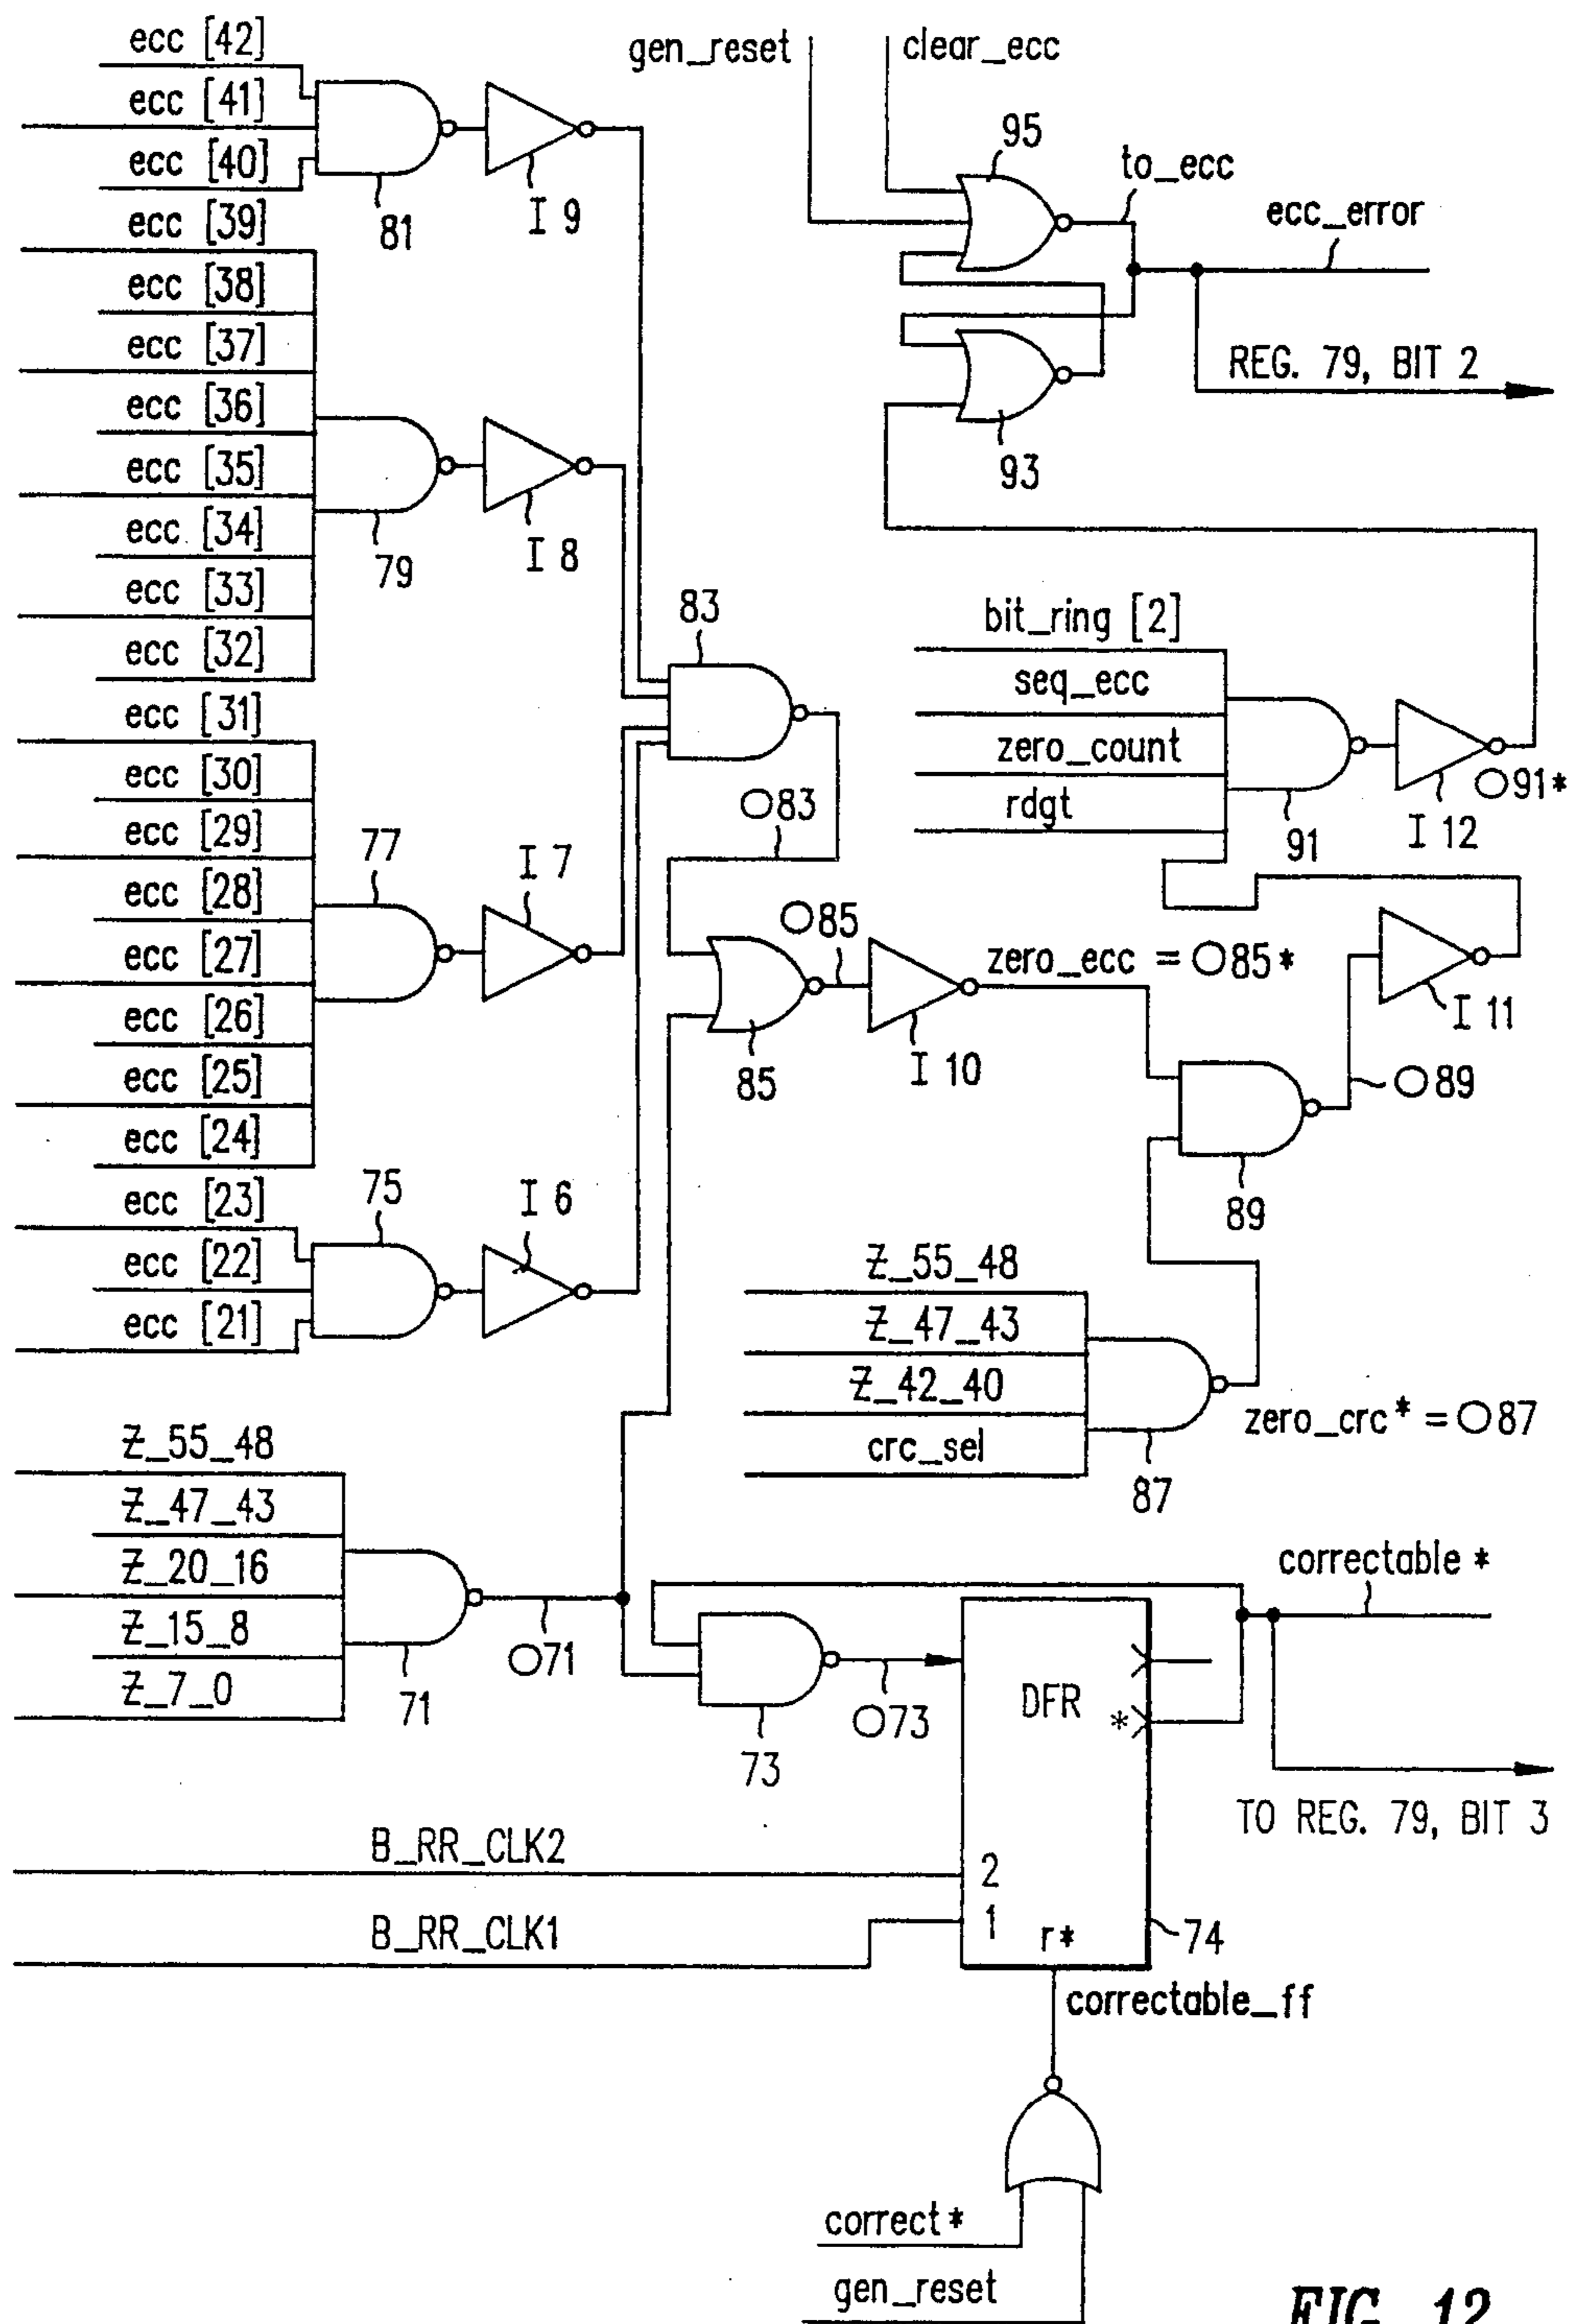 ecc [42]
ecc [41]
ecc [40]
81
I 9
ecc [39]
ecc [38]
ecc [37]
ecc [36]
ecc [35]
ecc [34]
ecc [33]
ecc [32]
79
I 8
ecc [31]
ecc [30]
ecc [29]
ecc [28]
ecc [27]
ecc [26]
ecc [25]
ecc [24]
77
I 7
ecc [23]
ecc [22]
ecc [21]
75
I 6
83
O83
gen_reset
clear_ecc
95
to_ecc
ecc_error
REG. 79, BIT 2
93
bit_ring [2]
seq_ecc
zero_count
rdgt
91
I 12
O91*
O85
85
I 10
zero_ecc = O85*
I 11
O89
89
Z_55_48
Z_47_43
Z_42_40
crc_sel
87
zero_crc* = O87
Z_55_48
Z_47_43
Z_20_16
Z_15_8
Z_7_0
71
O71
73
O73
DFR
*
correctable*
TO REG. 79, BIT 3
B_RR_CLK2
2
B_RR_CLK1
1
r*
74
correctable_ff
correct*
gen_reset
FIG. 12